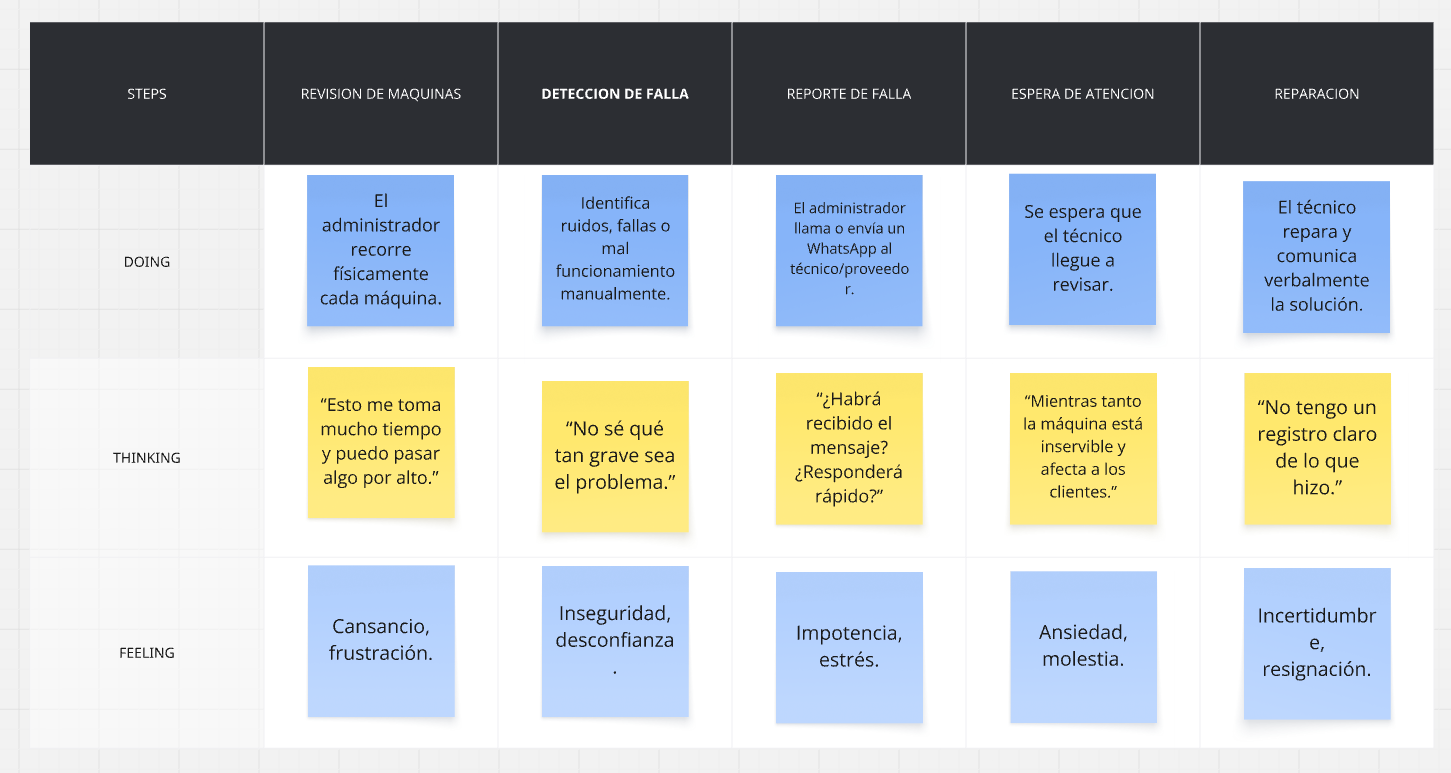 STEPS
REVISION DE MAQUINAS
DETECCION DE FALLA
REPORTE DE FALLA
ESPERA DE ATENCION
REPARACION
DOING
El
administrador
recorre
físicamente
cada máquina.
Identifica
ruidos, fallas o
mal
funcionamiento
manualmente.
El administrador
llama o envía un
WhatsApp al
técnico/proveedo
r.
Se espera que
el técnico
llegue a
revisar.
El técnico
repara y
comunica
verbalmente
la solución.
THINKING
“Esto me toma
mucho tiempo
y puedo pasar
algo por alto.”
“No sé qué
tan grave sea
el problema.”
“¿Habrá
recibido el
mensaje?
¿Responderá
rápido?”
“Mientras tanto
la máquina está
inservible y
afecta a los
clientes.”
“No tengo un
registro claro
de lo que
hizo.”
FEELING
Cansancio,
frustración.
Inseguridad,
desconfianza
.
Impotencia,
estrés.
Ansiedad,
molestia.
Incertidumbr
e,
resignación.